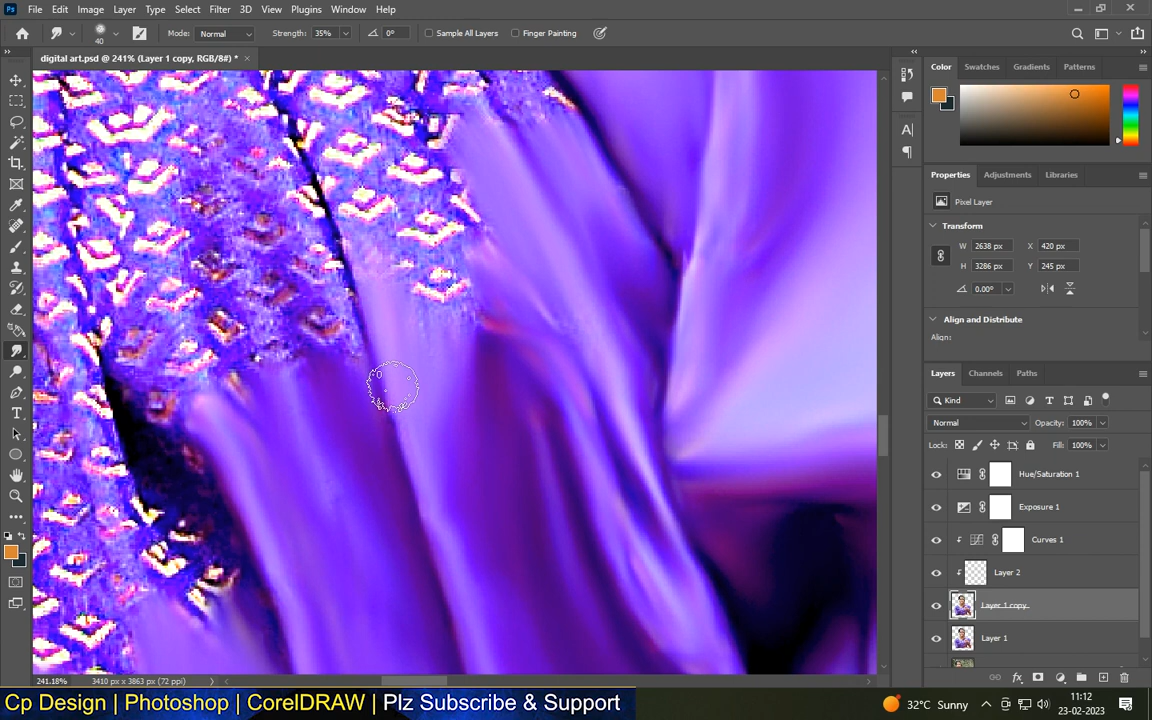 Ps File Edit Image Layer Type Select Filter 3D View Plugins Window Help
40 Mode: Normal Strength: 35% 0° Sample All Layers Finger Painting
digital art.psd @ 241% (Layer 1 copy, RGB/8#) * ×
Color Swatches Gradients Patterns
Properties Adjustments Libraries
Pixel Layer
Transform
W 2638 px X 420 px
H 3286 px Y 245 px
0.00°
Align and Distribute
Align:
Layers Channels Paths
Kind
Normal Opacity: 100%
Lock: Fill: 100%
Hue/Saturation 1
Exposure 1
Curves 1
Layer 2
Layer 1 copy
Layer 1
241.18% 3410 px x 3863 px (72 ppi)
Cp Design | Photoshop | CorelDRAW | Plz Subscribe & Support
32°C Sunny
11:12
23-02-2023